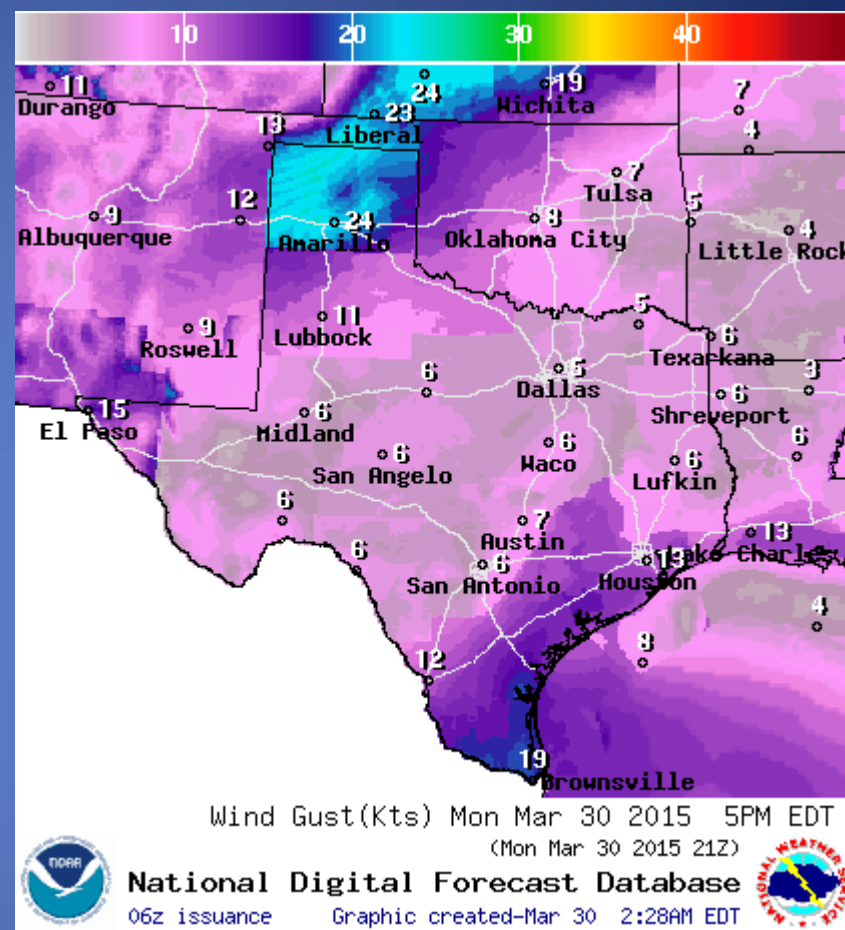 10 20 30 40
11
Durango
24
19
Wichita
7
23
Liberal
13
4
7
Tulsa
12
9
Albuquerque
24
Amarillo
8
Oklahoma City
5
4
Little Rock
9
Roswell
11
Lubbock
5
6
Texarkana
6
5
Dallas
6
Shreveport
3
15
El Paso
6
Midland
6
San Angelo
6
Waco
6
Lufkin
6
6
7
Austin
13
Lake Charles
6
6
San Antonio
13
Houston
4
8
12
19
Brownsville
Wind Gust(Kts) Mon Mar 30 2015 5PM EDT
(Mon Mar 30 2015 21Z)
NOAA
National Digital Forecast Database
06z issuance Graphic created-Mar 30 2:28AM EDT
NATIONAL WEATHER SERVICE